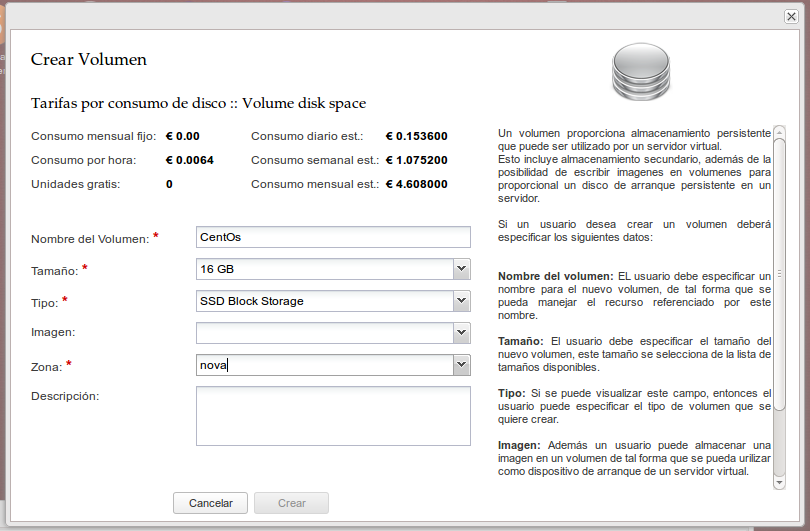 Crear Volumen
Tarifas por consumo de disco :: Volume disk space
Consumo mensual fijo: € 0.00 Consumo diario est.: € 0.153600
Consumo por hora: € 0.0064 Consumo semanal est.: € 1.075200
Unidades gratis: 0 Consumo mensual est.: € 4.608000
Nombre del Volumen: * CentOs
Tamaño: * 16 GB
Tipo: * SSD Block Storage
Imagen:
Zona: * nova
Descripción:
Cancelar Crear
Un volumen proporciona almacenamiento persistente
que puede ser utilizado por un servidor virtual.
Esto incluye almacenamiento secundario, además de la
posibilidad de escribir imagenes en volumenes para
proporcional un disco de arranque persistente en un
servidor.
Si un usuario desea crear un volumen deberá
especificar los siguientes datos:
Nombre del volumen: EL usuario debe especificar un
nombre para el nuevo volumen, de tal forma que se
pueda manejar el recurso referenciado por este
nombre.
Tamaño: El usuario debe especificar el tamaño del
nuevo volumen, este tamaño se selecciona de la lista de
tamaños disponibles.
Tipo: Si se puede visualizar este campo, entonces el
usuario puede especificar el tipo de volumen que se
quiere crear.
Imagen: Además un usuario puede almacenar una
imagen en un volumen de tal forma que se pueda urilizar
como dispositivo de arranque de un servidor virtual.